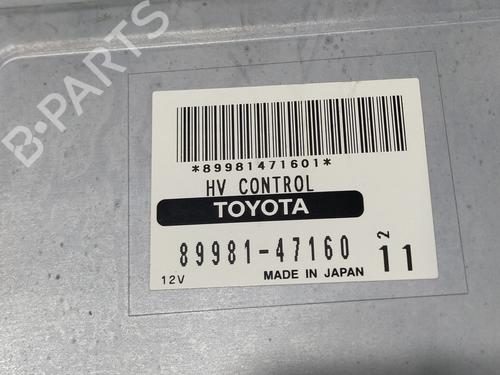 B-PARTS
*89981471601*
HV CONTROL
TOYOTA
89981-47160 2
11
12V MADE IN JAPAN